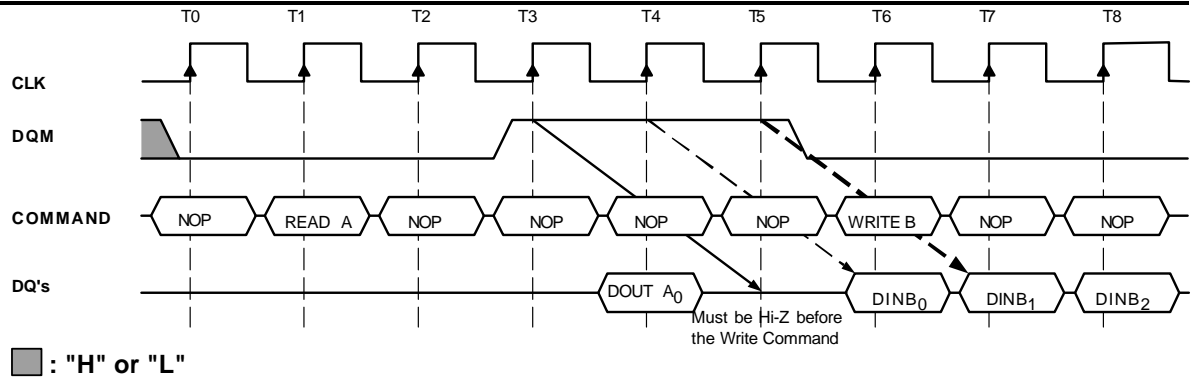 T0 T1 T2 T3 T4 T5 T6 T7 T8
CLK
DQM
COMMAND NOP READ A NOP NOP NOP NOP WRITE B NOP NOP
DQ's DOUT A0 DINB0 DINB1 DINB2
Must be Hi-Z before
the Write Command
: "H" or "L"